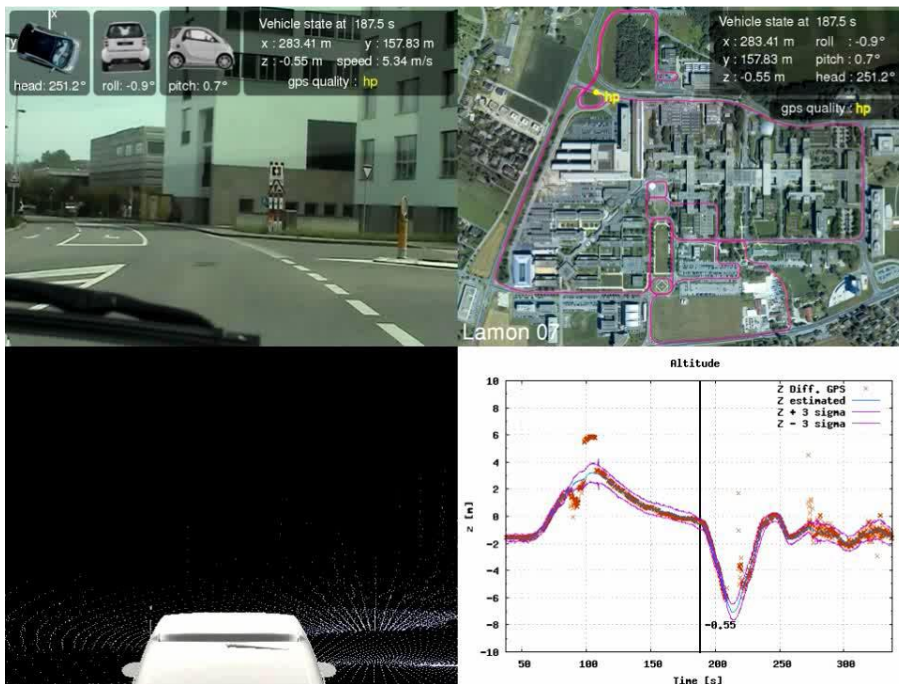 x
y
head: 251.2°
roll: -0.9°
pitch: 0.7°
Vehicle state at 187.5 s
x : 283.41 m y : 157.83 m
z : -0.55 m speed : 5.34 m/s
gps quality : hp
Vehicle state at 187.5 s
x : 283.41 m roll : -0.9°
y : 157.83 m pitch : 0.7°
z : -0.55 m head : 251.2°
gps quality : hp
hp
Lamon 07
Altitude
Z Diff. GPS
Z estimated
Z + 3 sigma
Z - 3 sigma
10
8
6
4
2
0
-2
-4
-6
-8
-10
z [m]
-0.55
50 100 150 200 250 300
Time [s]